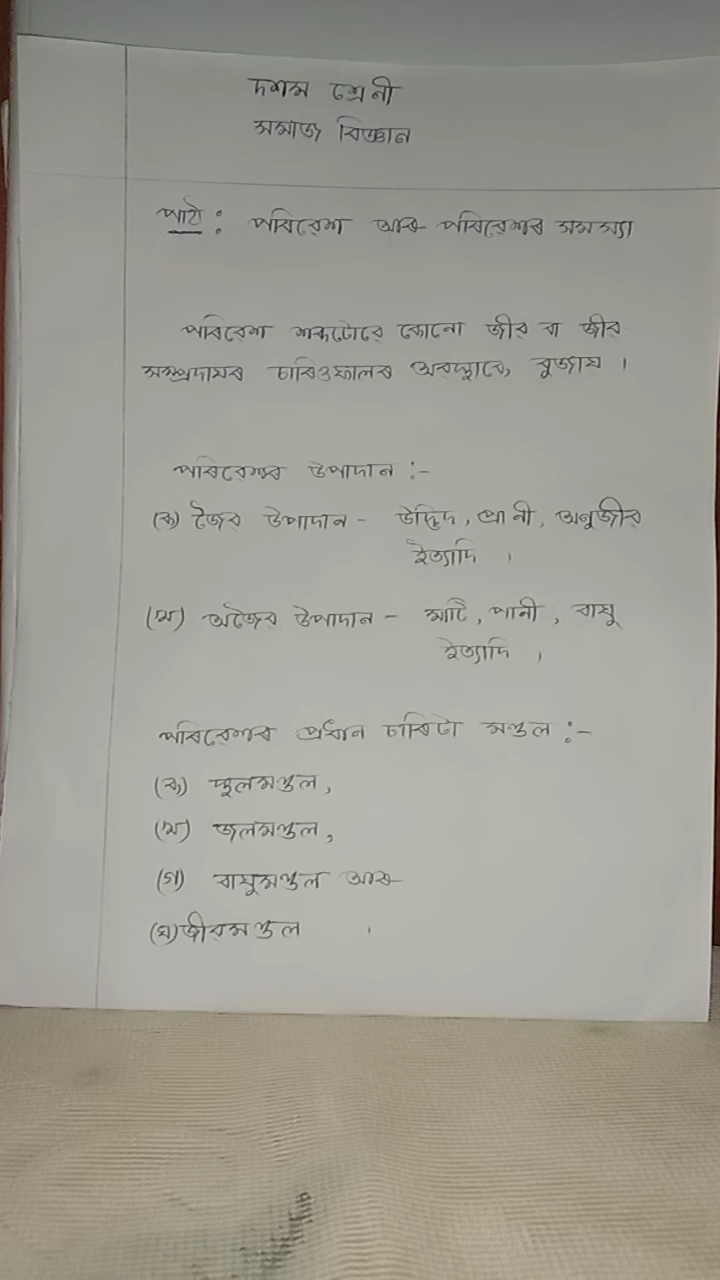 দশম শ্ৰেনী
সমাজ বিজ্ঞান
পাঠ : পৰিৱেশ আৰু পৰিৱেশৰ সমস্যা
পৰিৱেশ শব্দটোৱে কোনো জীৱ বা জীৱ
সম্প্ৰদায়ৰ চাৰিওফালৰ অৱস্থাকে বুজায় ।
পৰিৱেশৰ উপাদান :-
(ক) জৈৱ উপাদান - উদ্ভিদ, প্ৰানী, অনুজীৱ
ইত্যাদি ।
(খ) অজৈৱ উপাদান - মাটি, পানী, বায়ু
ইত্যাদি ।
পৰিৱেশৰ প্ৰধান চাৰিটা মণ্ডল :-
(ক) স্থলমণ্ডল,
(খ) জলমণ্ডল,
(গ) বায়ুমণ্ডল আৰু
(ঘ) জীৱমণ্ডল ।